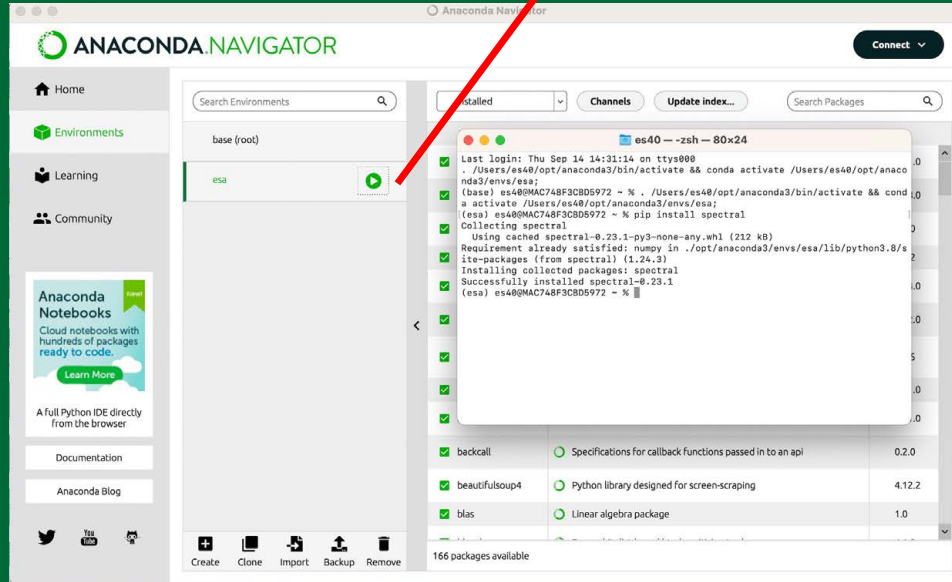 Anaconda Navigator
ANACONDA.NAVIGATOR
Connect
Home
Environments
Learning
Community
Anaconda Notebooks
New!
Cloud notebooks with
hundreds of packages
ready to code.
Learn More
A full Python IDE directly
from the browser
Documentation
Anaconda Blog
You
Tube
Search Environments
base (root)
esa
Create
Clone
Import
Backup
Remove
Channels
Update index...
Search Packages
es40 — -zsh — 80×24
Last login: Thu Sep 14 14:31:14 on ttys000
. /Users/es40/opt/anaconda3/bin/activate && conda activate /Users/es40/opt/anaco
nda3/envs/esa;
(base) es40@MAC748F3CBD5972 ~ % . /Users/es40/opt/anaconda3/bin/activate && cond
a activate /Users/es40/opt/anaconda3/envs/esa;
(esa) es40@MAC748F3CBD5972 ~ % pip install spectral
Collecting spectral
Using cached spectral-0.23.1-py3-none-any.whl (212 kB)
Requirement already satisfied: numpy in ./opt/anaconda3/envs/esa/lib/python3.8/s
ite-packages (from spectral) (1.24.3)
Installing collected packages: spectral
Successfully installed spectral-0.23.1
(esa) es40@MAC748F3CBD5972 ~ %
backcall
Specifications for callback functions passed in to an api
0.2.0
beautifulsoup4
Python library designed for screen-scraping
4.12.2
blas
Linear algebra package
1.0
166 packages available